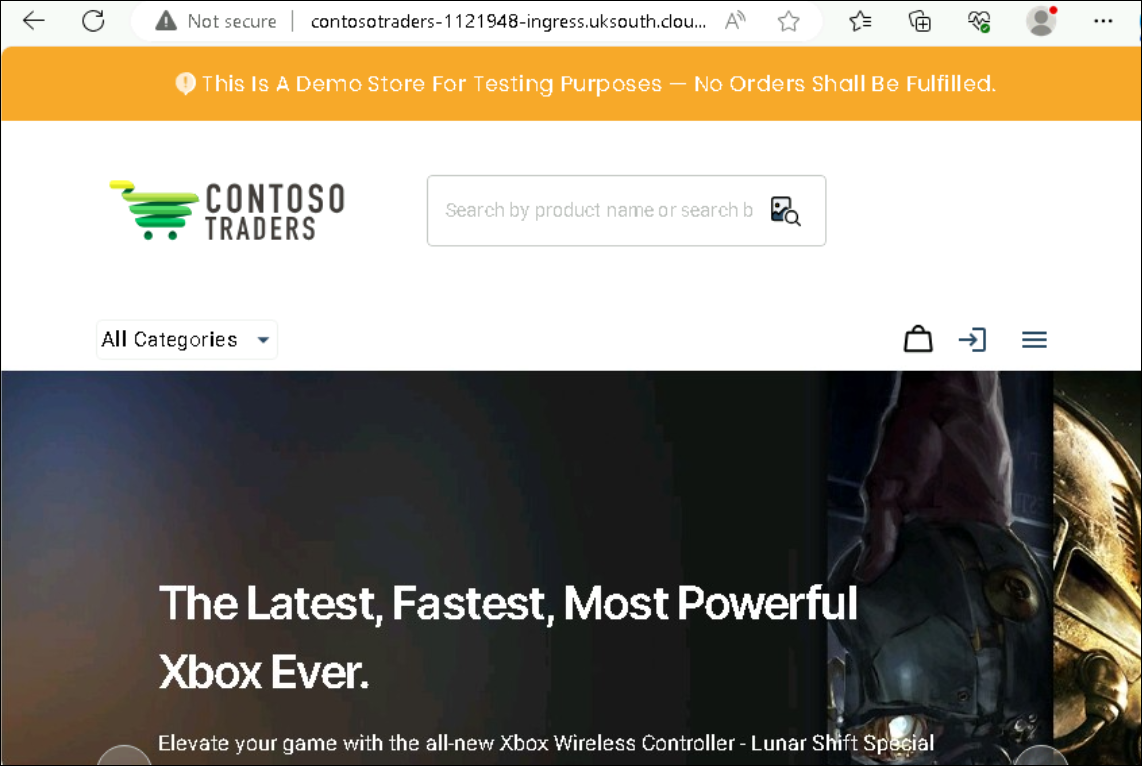 Not secure | contosotraders-1121948-ingress.uksouth.clou...
This Is A Demo Store For Testing Purposes — No Orders Shall Be Fulfilled.
CONTOSO
TRADERS
Search by product name or search b
All Categories
The Latest, Fastest, Most Powerful
Xbox Ever.
Elevate your game with the all-new Xbox Wireless Controller - Lunar Shift Special